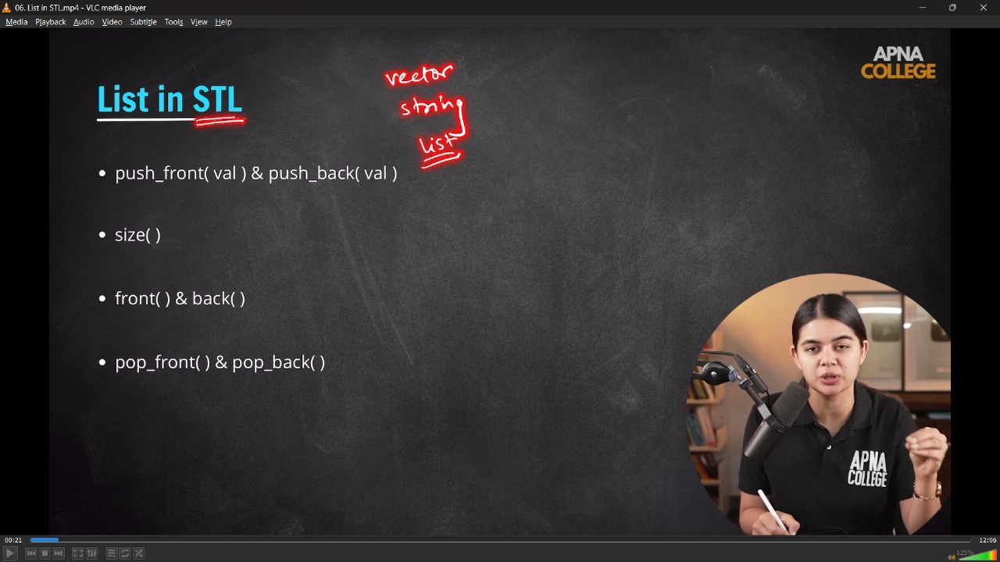 06. List in STL.mp4 - VLC media player
Media Playback Audio Video Subtitle Tools View Help
APNA
COLLEGE
vector
string
list
List in STL
• push_front( val ) & push_back( val )
• size( )
• front( ) & back( )
• pop_front( ) & pop_back( )
APNA
COLLEGE
00:21
12:06
125%